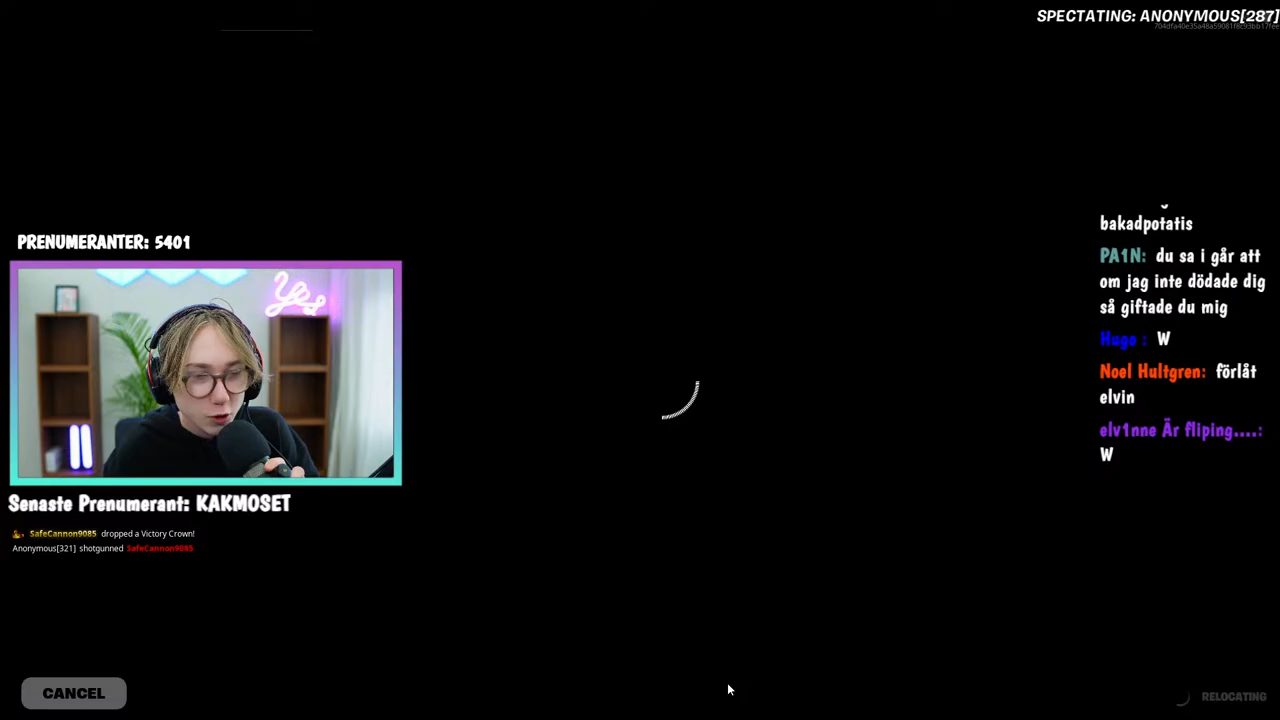 SPECTATING: ANONYMOUS[287]
PRENUMERANTER: 5401
yes
Senaste Prenumerant: KAKMOSET
SafeCannon9085 dropped a Victory Crown!
Anonymous[321] shotgunned SafeCannon9085
bakadpotatis
PA1N: du sa i går att
om jag inte dödade dig
så giftade du mig
Hugo : W
Noel Hultgren: förlåt
elvin
elv1nne Är fliping....:
W
CANCEL
RELOCATING